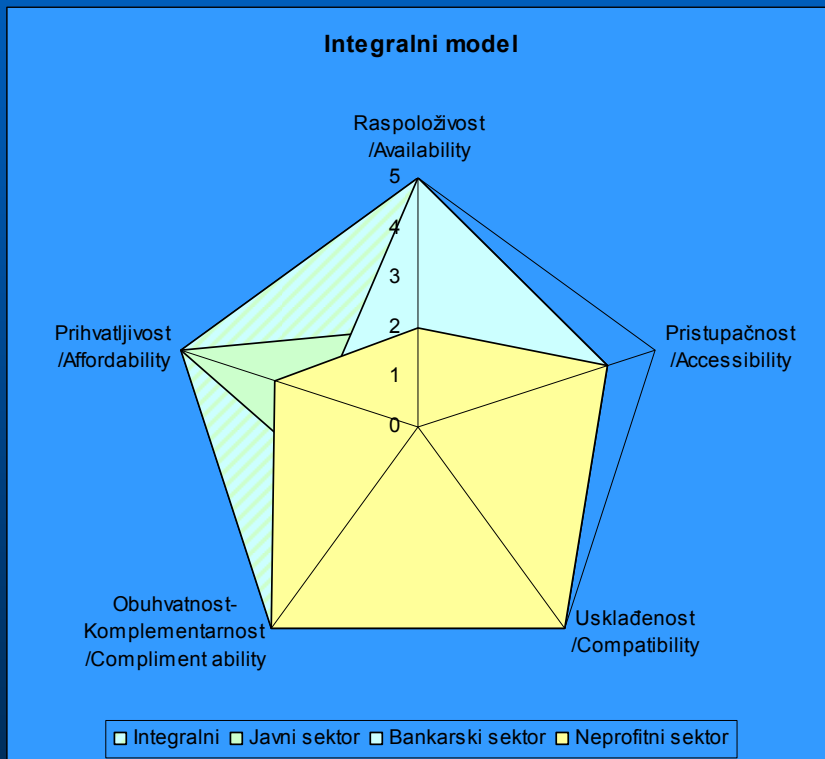 Integralni model
Raspoloživost
/Availability
5
4
3
2
1
0
Prihvatljivost
/Affordability
Pristupačnost
/Accessibility
Obuhvatnost-
Komplementarnost
/Compliment ability
Usklađenost
/Compatibility
Integralni Javni sektor Bankarski sektor Neprofitni sektor